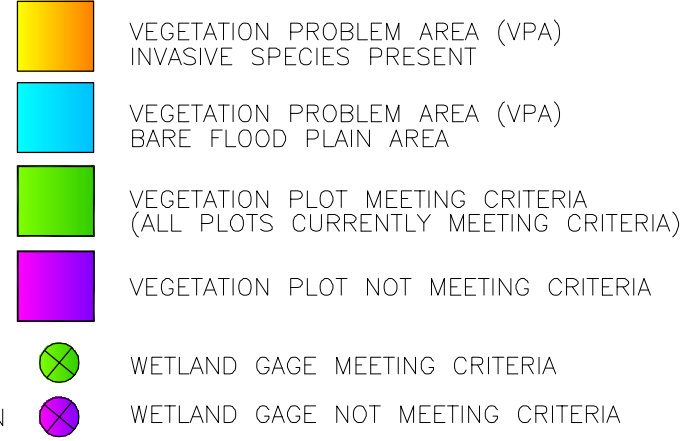 VEGETATION PROBLEM AREA (VPA)
INVASIVE SPECIES PRESENT
VEGETATION PROBLEM AREA (VPA)
BARE FLOOD PLAIN AREA
VEGETATION PLOT MEETING CRITERIA
(ALL PLOTS CURRENTLY MEETING CRITERIA)
VEGETATION PLOT NOT MEETING CRITERIA
WETLAND GAGE MEETING CRITERIA
WETLAND GAGE NOT MEETING CRITERIA